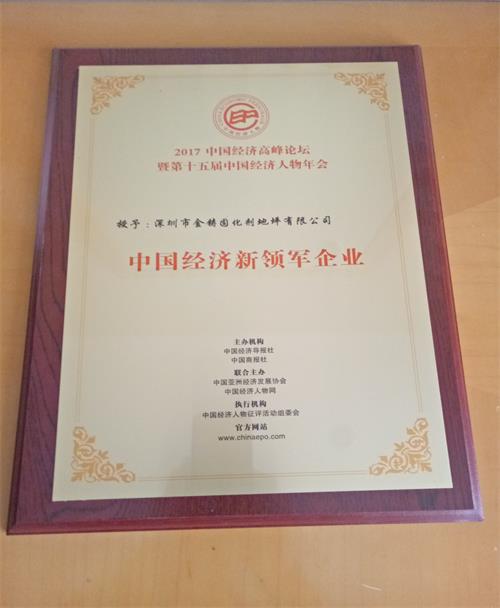 2017 中国经济高峰论坛
暨第十五届中国经济人物年会
授予：深圳市金铸固化剂地坪有限公司
中国经济新领军企业
主办机构
中国经济导报社
中国商报社
联合主办
中国亚洲经济发展协会
中国经济人物网
执行机构
中国经济人物征评活动组委会
官方网站
www.chinaepo.com